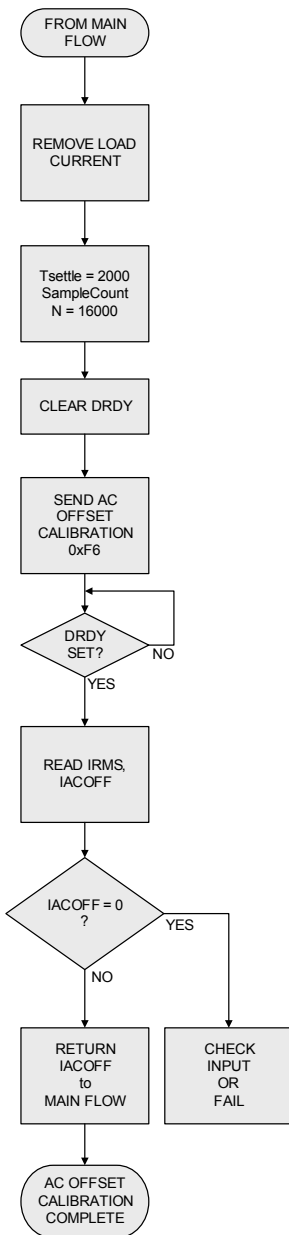 FROM MAIN
FLOW
REMOVE LOAD
CURRENT
Tsettle = 2000
SampleCount
N = 16000
CLEAR DRDY
SEND AC
OFFSET
CALIBRATION
0xF6
DRDY
SET?
NO
YES
READ IRMS,
IACOFF
IACOFF = 0
?
YES
NO
RETURN
IACOFF
to
MAIN FLOW
CHECK
INPUT
OR
FAIL
AC OFFSET
CALIBRATION
COMPLETE